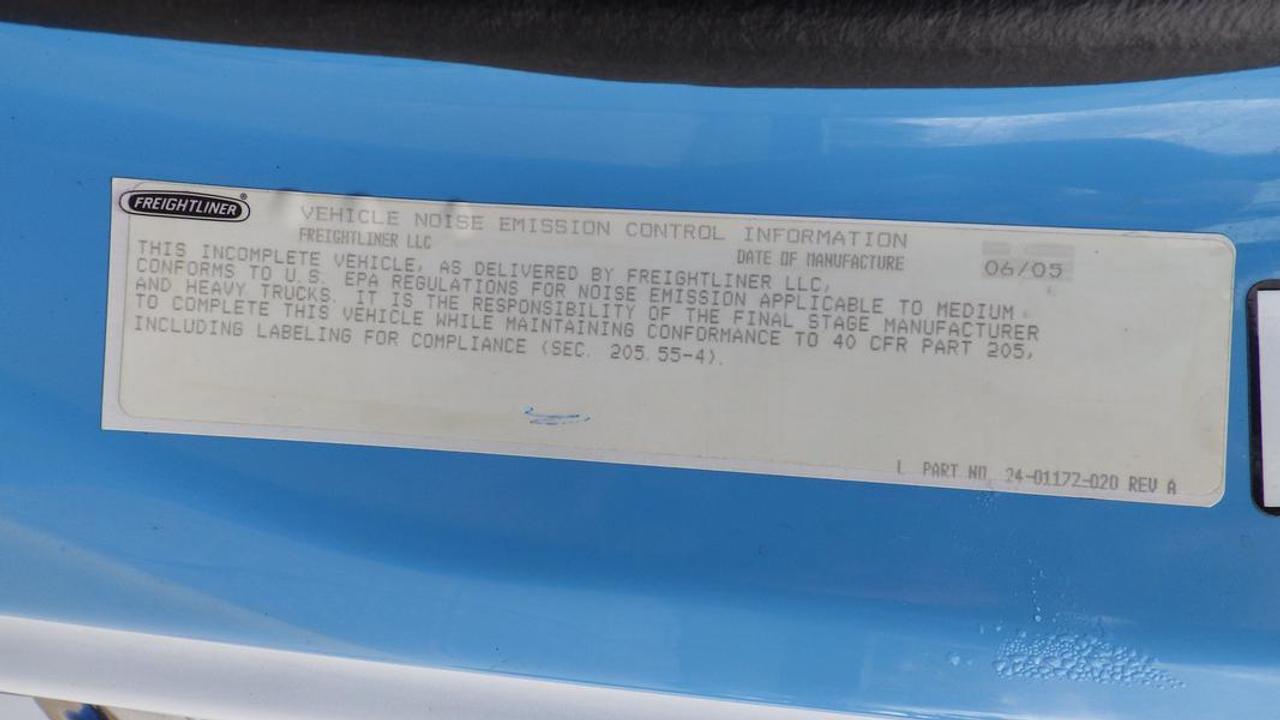 FREIGHTLINER®
VEHICLE NOISE EMISSION CONTROL INFORMATION
FREIGHTLINER LLC
DATE OF MANUFACTURE
06/05
THIS INCOMPLETE VEHICLE, AS DELIVERED BY FREIGHTLINER LLC,
CONFORMS TO U.S. EPA REGULATIONS FOR NOISE EMISSION APPLICABLE TO MEDIUM
AND HEAVY TRUCKS. IT IS THE RESPONSIBILITY OF THE FINAL STAGE MANUFACTURER
TO COMPLETE THIS VEHICLE WHILE MAINTAINING CONFORMANCE TO 40 CFR PART 205,
INCLUDING LABELING FOR COMPLIANCE (SEC. 205.55-4).
PART NO. 24-01177-020 REV A